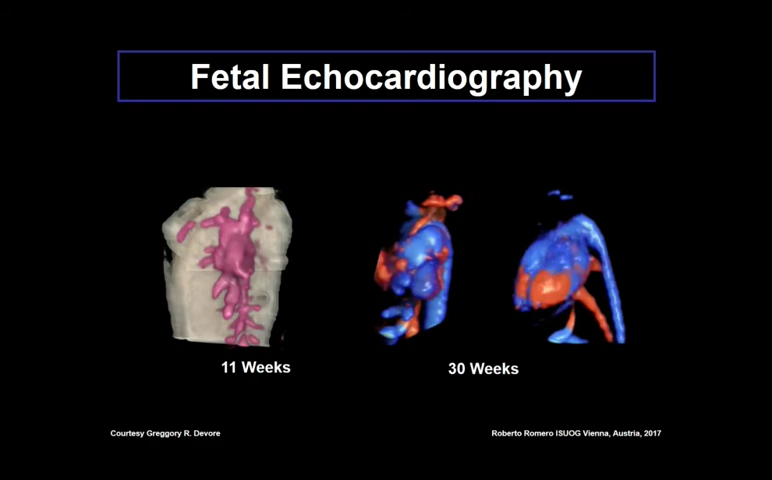 Fetal Echocardiography
11 Weeks
30 Weeks
Courtesy Greggory R. Devore
Roberto Romero ISUOG Vienna, Austria, 2017